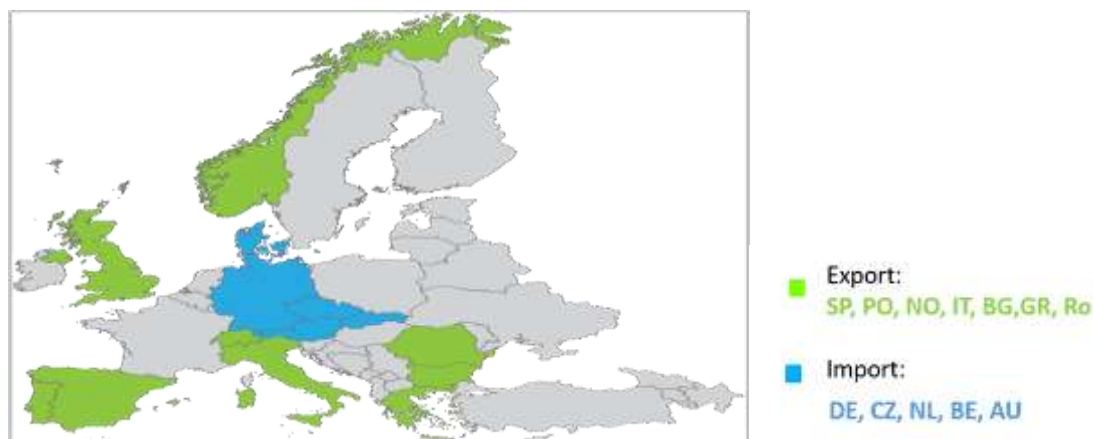 Export:
SP, PO, NO, IT, BG,GR, Ro
Import:
DE, CZ, NL, BE, AU